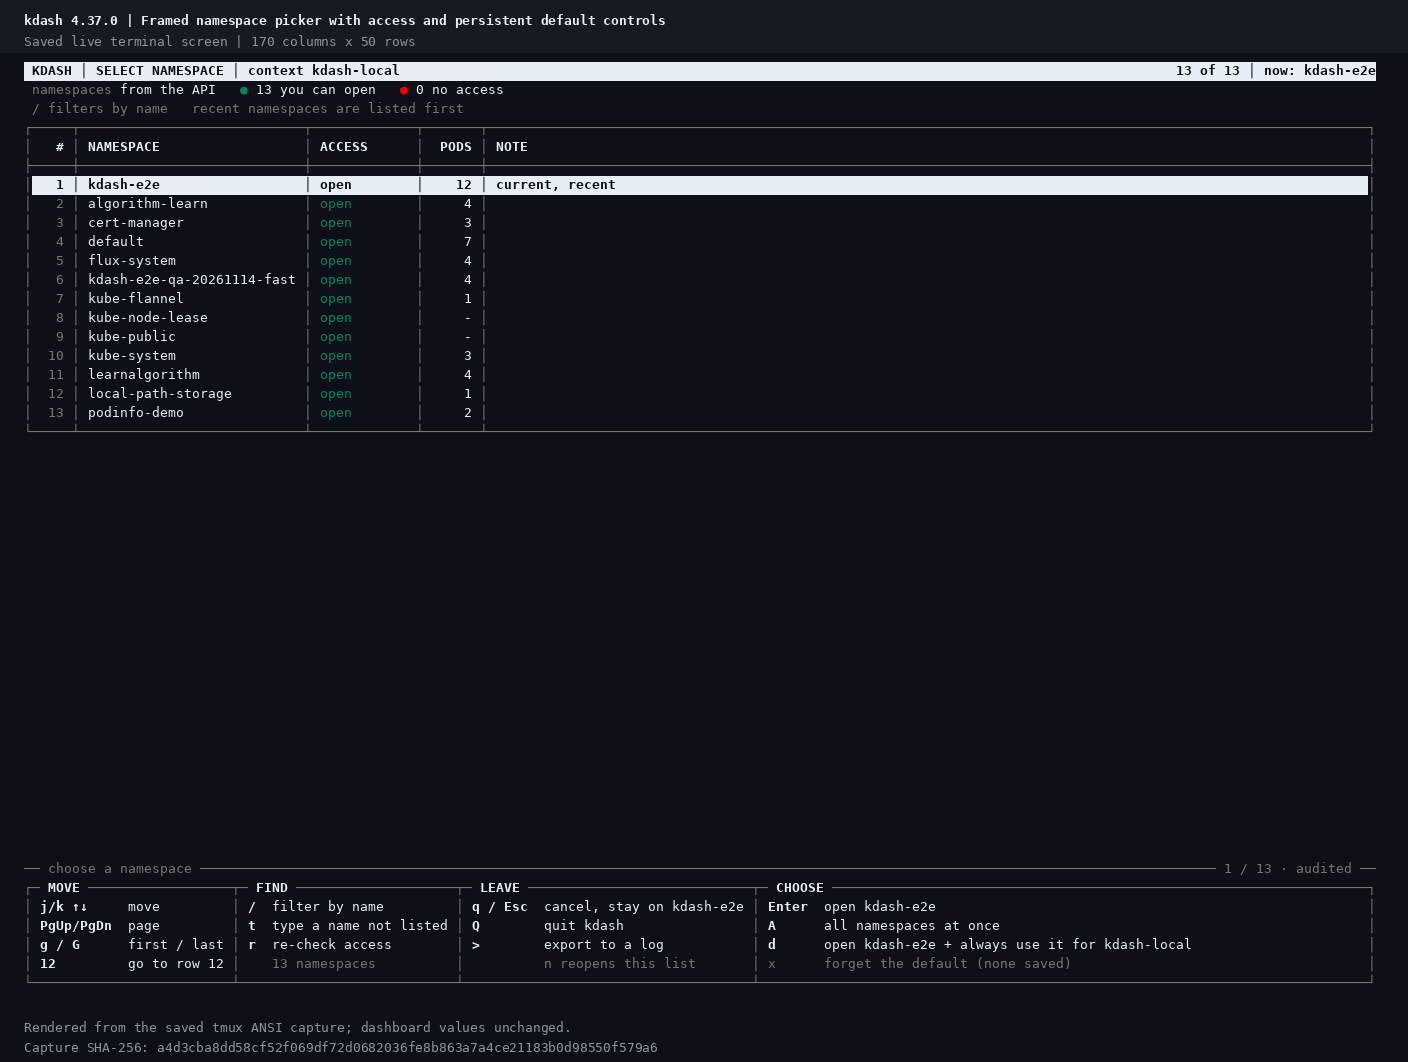 kdash 4.37.0 | Framed namespace picker with access and persistent default controls
Saved live terminal screen | 170 columns x 50 rows
KDASH │ SELECT NAMESPACE │ context kdash-local 13 of 13 │ now: kdash-e2e
namespaces from the API ● 13 you can open ● 0 no access
/ filters by name recent namespaces are listed first
# │ NAMESPACE │ ACCESS │ PODS │ NOTE
1 │ kdash-e2e │ open │ 12 │ current, recent
2 │ algorithm-learn │ open │ 4 │
3 │ cert-manager │ open │ 3 │
4 │ default │ open │ 7 │
5 │ flux-system │ open │ 4 │
6 │ kdash-e2e-qa-20261114-fast │ open │ 4 │
7 │ kube-flannel │ open │ 1 │
8 │ kube-node-lease │ open │ - │
9 │ kube-public │ open │ - │
10 │ kube-system │ open │ 3 │
11 │ learnalgorithm │ open │ 4 │
12 │ local-path-storage │ open │ 1 │
13 │ podinfo-demo │ open │ 2 │
choose a namespace 1 / 13 · audited
MOVE FIND LEAVE CHOOSE
j/k ↑↓ move │ / filter by name │ q / Esc cancel, stay on kdash-e2e │ Enter open kdash-e2e
PgUp/PgDn page │ t type a name not listed │ Q quit kdash │ A all namespaces at once
g / G first / last │ r re-check access │ > export to a log │ d open kdash-e2e + always use it for kdash-local
12 go to row 12 │ 13 namespaces │ n reopens this list │ x forget the default (none saved)
Rendered from the saved tmux ANSI capture; dashboard values unchanged.
Capture SHA-256: a4d3cba8dd58cf52f069df72d0682036fe8b863a7a4ce21183b0d98550f579a6